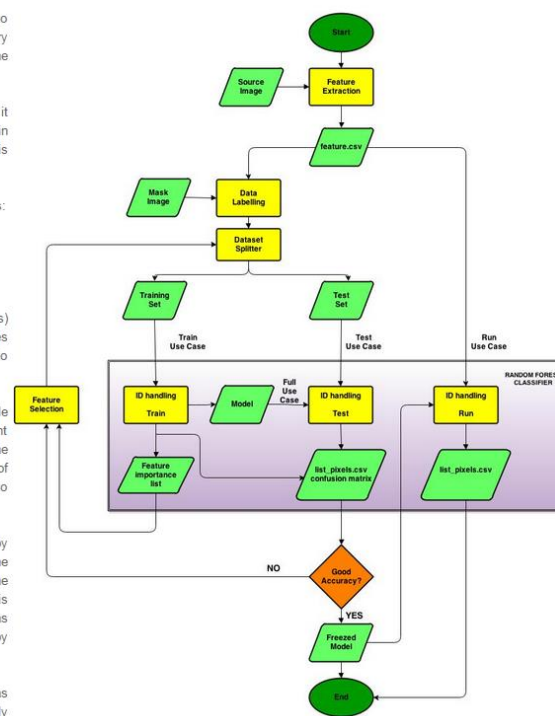 Start
Source
Image
Feature
Extraction
feature.csv
Mask
Image
Data
Labelling
Dataset
Splitter
Training
Set
Test
Set
Train
Use Case
Test
Use Case
Run
Use Case
RANDOM FORES
CLASSIFIER
Feature
Selection
ID handling
Train
Model
Full
Use
Case
ID handling
Test
ID handling
Run
Feature
importance
list
list_pixels.csv
confusion matrix
list_pixels.csv
Good
Accuracy?
NO
YES
Freezed
Model
End